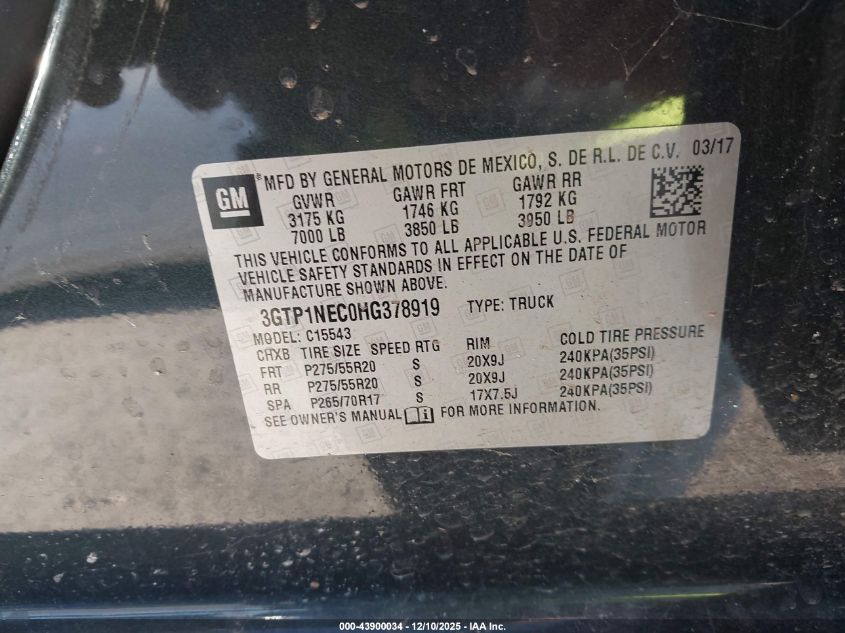 GM
*MFD BY GENERAL MOTORS DE MEXICO, S. DE R.L. DE C.V. 03/17
GVWR GAWR FRT GAWR RR
3175 KG 1746 KG 1792 KG
7000 LB 3850 LB 3950 LB
THIS VEHICLE CONFORMS TO ALL APPLICABLE U.S. FEDERAL MOTOR
VEHICLE SAFETY STANDARDS IN EFFECT ON THE DATE OF
MANUFACTURE SHOWN ABOVE.
3GTP1NEC0HG378919 TYPE: TRUCK
MODEL: C15543
CHXB TIRE SIZE SPEED RTG RIM COLD TIRE PRESSURE
FRT P275/55R20 S 20X9J 240KPA(35PSI)
RR P275/55R20 S 20X9J 240KPA(35PSI)
SPA P265/70R17 S 17X7.5J 240KPA(35PSI)
SEE OWNER'S MANUAL FOR MORE INFORMATION.
000-43900034 - 12/10/2025 - IAA Inc.